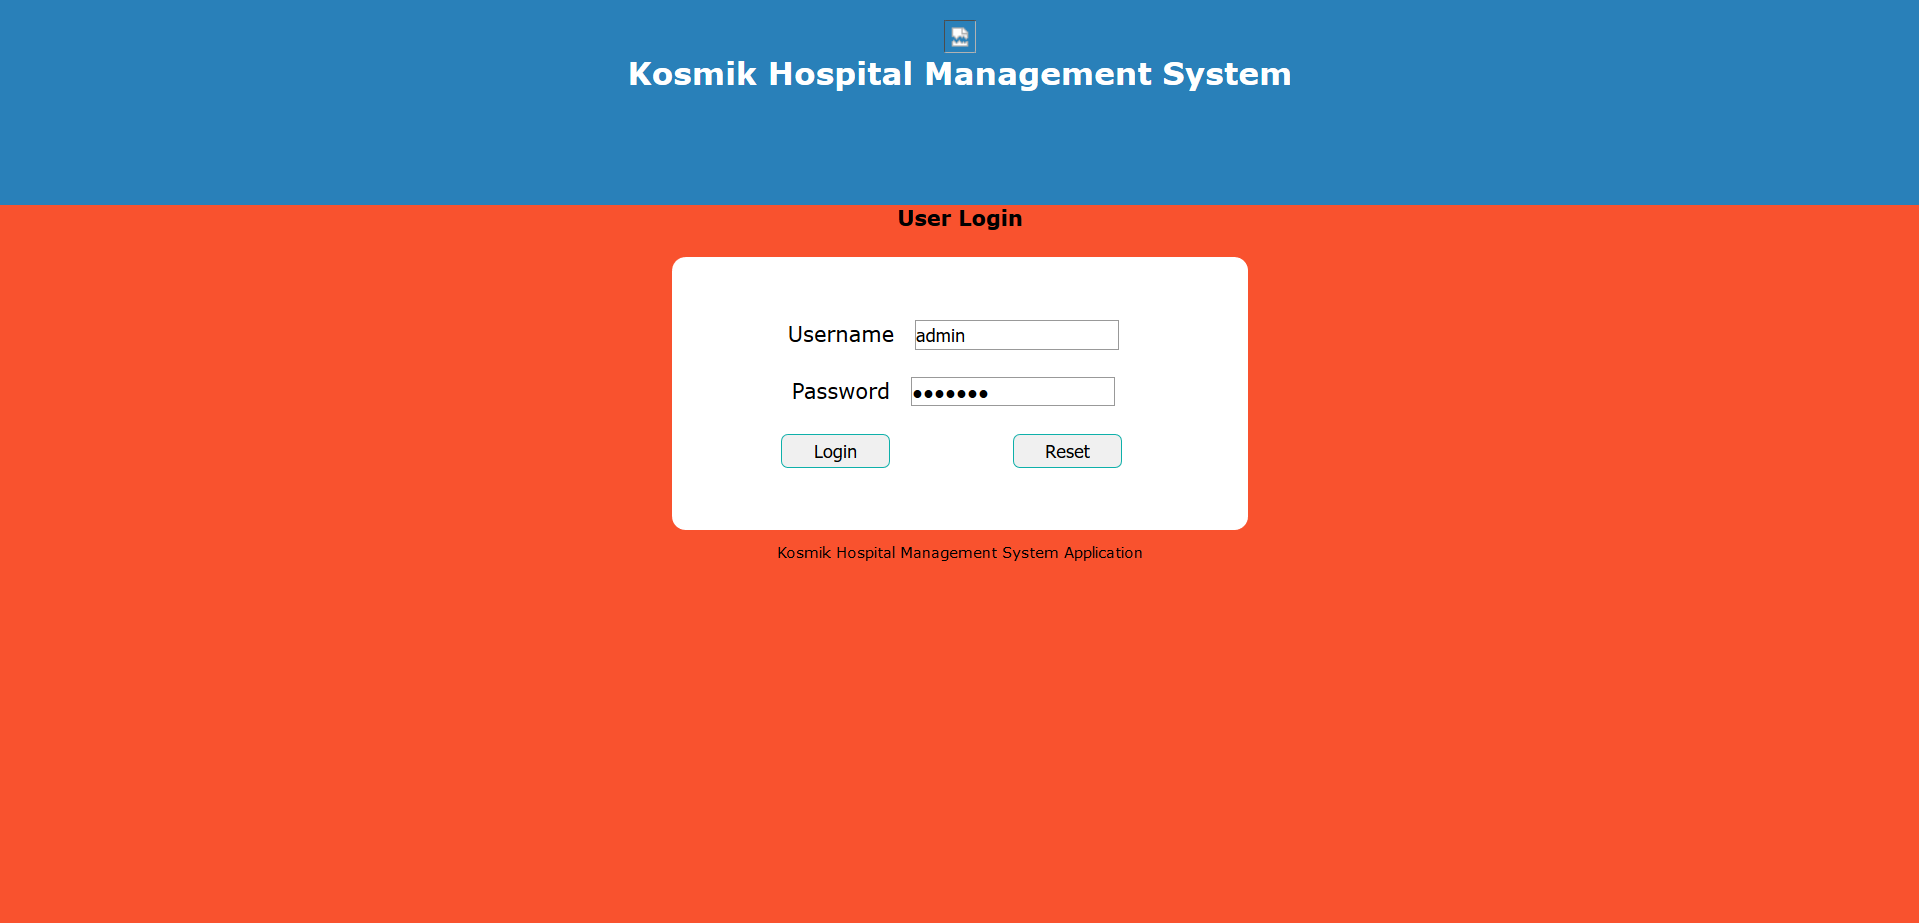 Kosmik Hospital Management System
User Login
Username admin
Password •••••••
Login Reset
Kosmik Hospital Management System Application